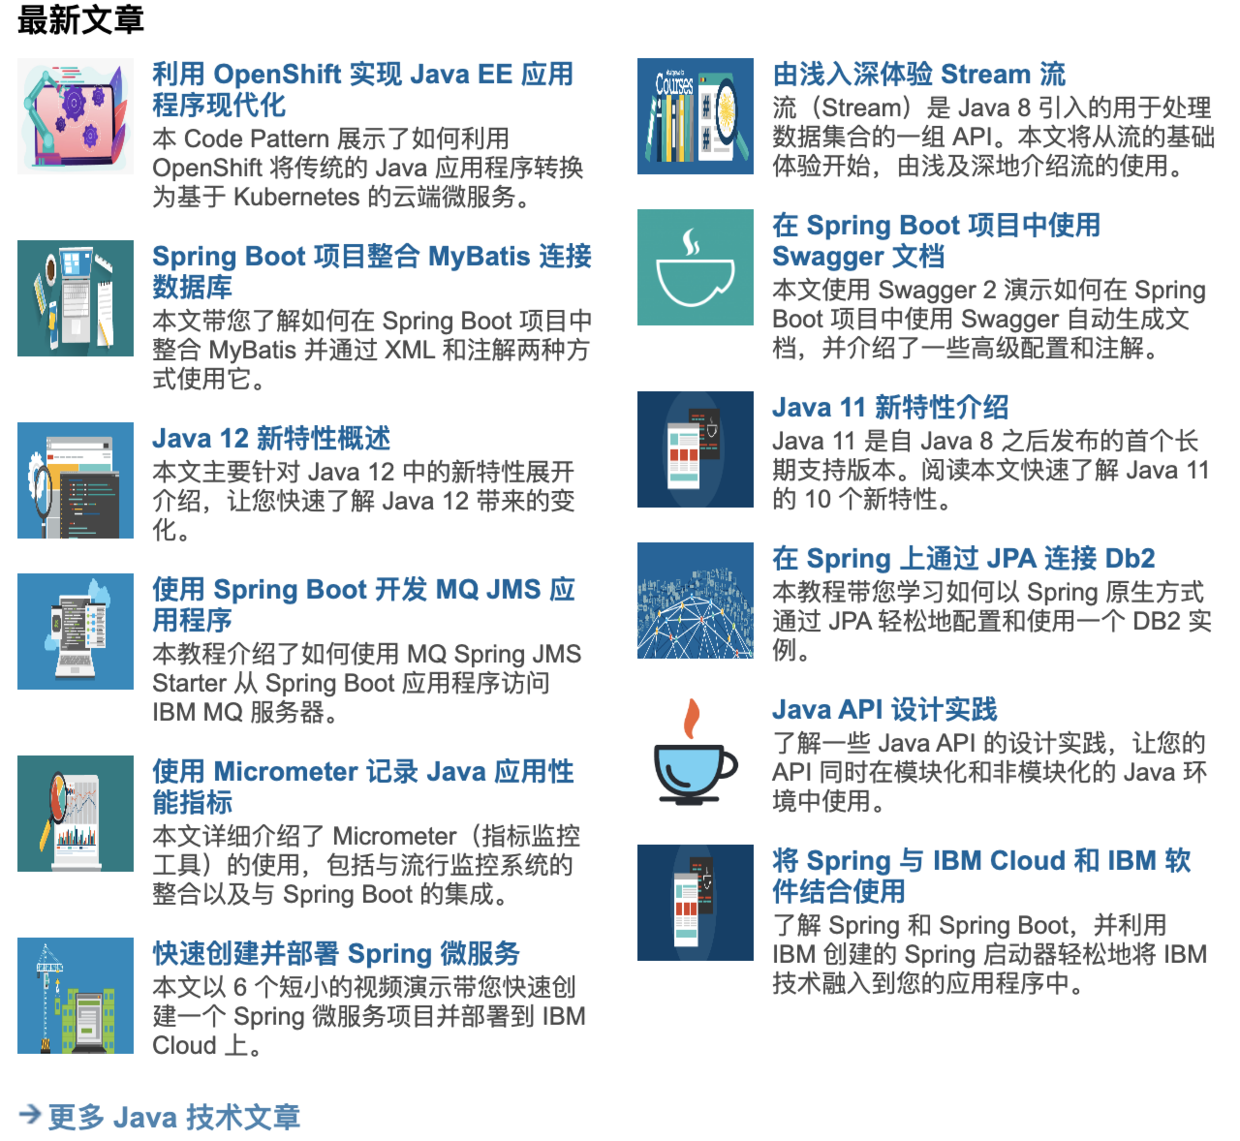 最新文章
利用 OpenShift 实现 Java EE 应用
程序现代化
本 Code Pattern 展示了如何利用
OpenShift 将传统的 Java 应用程序转换
为基于 Kubernetes 的云端微服务。
Spring Boot 项目整合 MyBatis 连接
数据库
本文带您了解如何在 Spring Boot 项目中
整合 MyBatis 并通过 XML 和注解两种方
式使用它。
Java 12 新特性概述
本文主要针对 Java 12 中的新特性展开
介绍，让您快速了解 Java 12 带来的变
化。
使用 Spring Boot 开发 MQ JMS 应
用程序
本教程介绍了如何使用 MQ Spring JMS
Starter 从 Spring Boot 应用程序访问
IBM MQ 服务器。
使用 Micrometer 记录 Java 应用性
能指标
本文详细介绍了 Micrometer（指标监控
工具）的使用，包括与流行监控系统的
整合以及与 Spring Boot 的集成。
快速创建并部署 Spring 微服务
本文以 6 个短小的视频演示带您快速创
建一个 Spring 微服务项目并部署到 IBM
Cloud 上。
Courses
由浅入深体验 Stream 流
流（Stream）是 Java 8 引入的用于处理
数据集合的一组 API。本文将从流的基础
体验开始，由浅及深地介绍流的使用。
在 Spring Boot 项目中使用
Swagger 文档
本文使用 Swagger 2 演示如何在 Spring
Boot 项目中使用 Swagger 自动生成文
档，并介绍了一些高级配置和注解。
Java 11 新特性介绍
Java 11 是自 Java 8 之后发布的首个长
期支持版本。阅读本文快速了解 Java 11
的 10 个新特性。
在 Spring 上通过 JPA 连接 Db2
本教程带您学习如何以 Spring 原生方式
通过 JPA 轻松地配置和使用一个 DB2 实
例。
Java API 设计实践
了解一些 Java API 的设计实践，让您的
API 同时在模块化和非模块化的 Java 环
境中使用。
将 Spring 与 IBM Cloud 和 IBM 软
件结合使用
了解 Spring 和 Spring Boot，并利用
IBM 创建的 Spring 启动器轻松地将 IBM
技术融入到您的应用程序中。
→更多 Java 技术文章